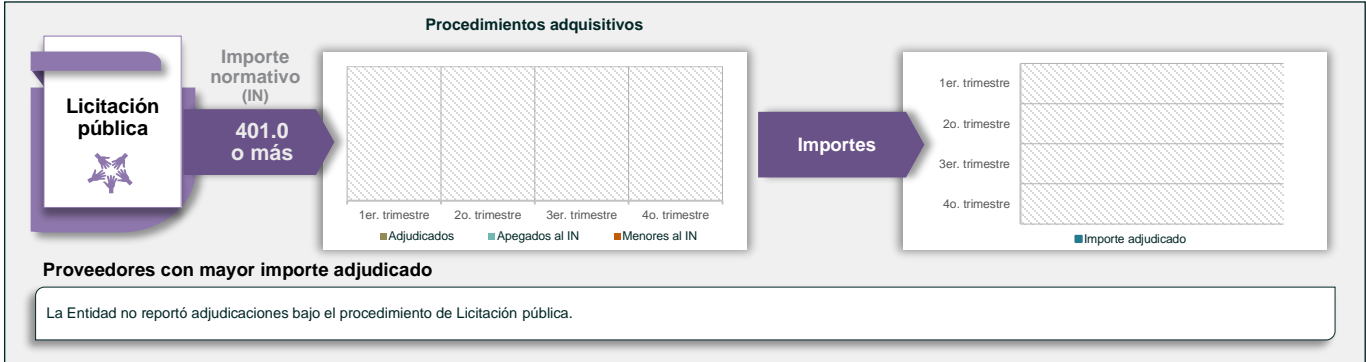 Procedimientos adquisitivos
Licitación
pública
Importe
normativo
(IN)
401.0
o más
1er. trimestre
2o. trimestre
3er. trimestre
4o. trimestre
Adjudicados
Apegados al IN
Menores al IN
Importes
1er. trimestre
2o. trimestre
3er. trimestre
4o. trimestre
Importe adjudicado
Proveedores con mayor importe adjudicado
La Entidad no reportó adjudicaciones bajo el procedimiento de Licitación pública.